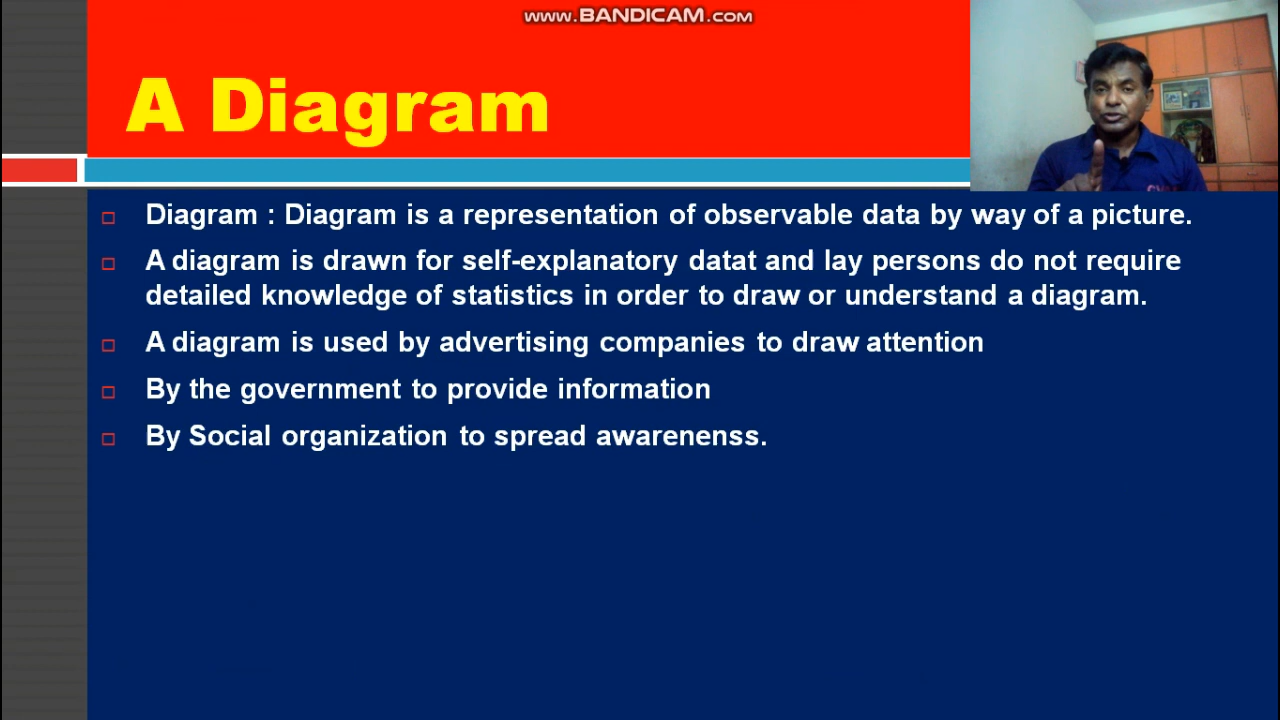 www.BANDICAM.com
A Diagram
Diagram : Diagram is a representation of observable data by way of a picture.
A diagram is drawn for self-explanatory datat and lay persons do not require
detailed knowledge of statistics in order to draw or understand a diagram.
A diagram is used by advertising companies to draw attention
By the government to provide information
By Social organization to spread awarenenss.